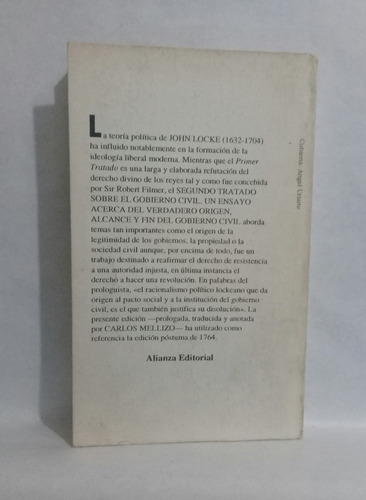 La teoría política de JOHN LOCKE (1632-1704)
ha influido notablemente en la formación de la
ideología liberal moderna. Mientras que el Primer
Tratado es una larga y elaborada refutación del
derecho divino de los reyes tal y como fue concebida
por Sir Robert Filmer, el SEGUNDO TRATADO
SOBRE EL GOBIERNO CIVIL. UN ENSAYO
ACERCA DEL VERDADERO ORIGEN,
ALCANCE Y FIN DEL GOBIERNO CIVIL aborda
temas tan importantes como el origen de la
legitimidad de los gobiernos, la propiedad o la
sociedad civil aunque, por encima de todo, fue un
trabajo destinado a reafirmar el derecho de resistencia
a una autoridad injusta, en última instancia el
derecho a hacer una revolución. En palabras del
prologuista, «el racionalismo político lockeano que da
origen al pacto social y a la institución del gobierno
civil, es el que también justifica su disolución». La
presente edición —prologada, traducida y anotada
por CARLOS MELLIZO— ha utilizado como
referencia la edición póstuma de 1764.
Alianza Editorial
Cubierta Angel Uriarte